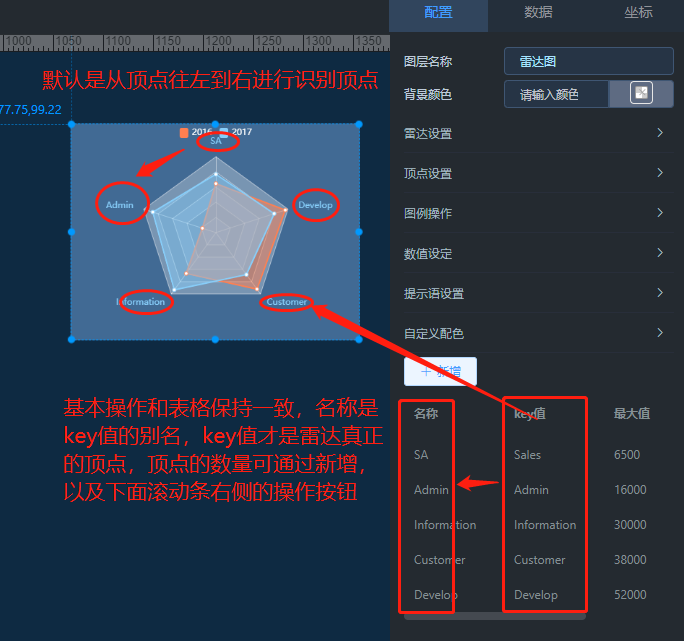 配置 数据 坐标
1000 1050 1100 1150 1200 1250 1300 1350
图层名称 雷达图
默认是从顶点往左到右进行识别顶点
背景颜色 请输入颜色
77.75,99.22
2016 2017
SA
雷达设置
顶点设置
Admin Develop
图例操作
数值设定
提示语设置
Information Customer
自定义配色
+ 新增
基本操作和表格保持一致，名称是
key值的别名，key值才是雷达真正
的顶点，顶点的数量可通过新增，
以及下面滚动条右侧的操作按钮
名称 key值 最大值
SA Sales 6500
Admin Admin 16000
Information Information 30000
Customer Customer 38000
Develop Develop 52000